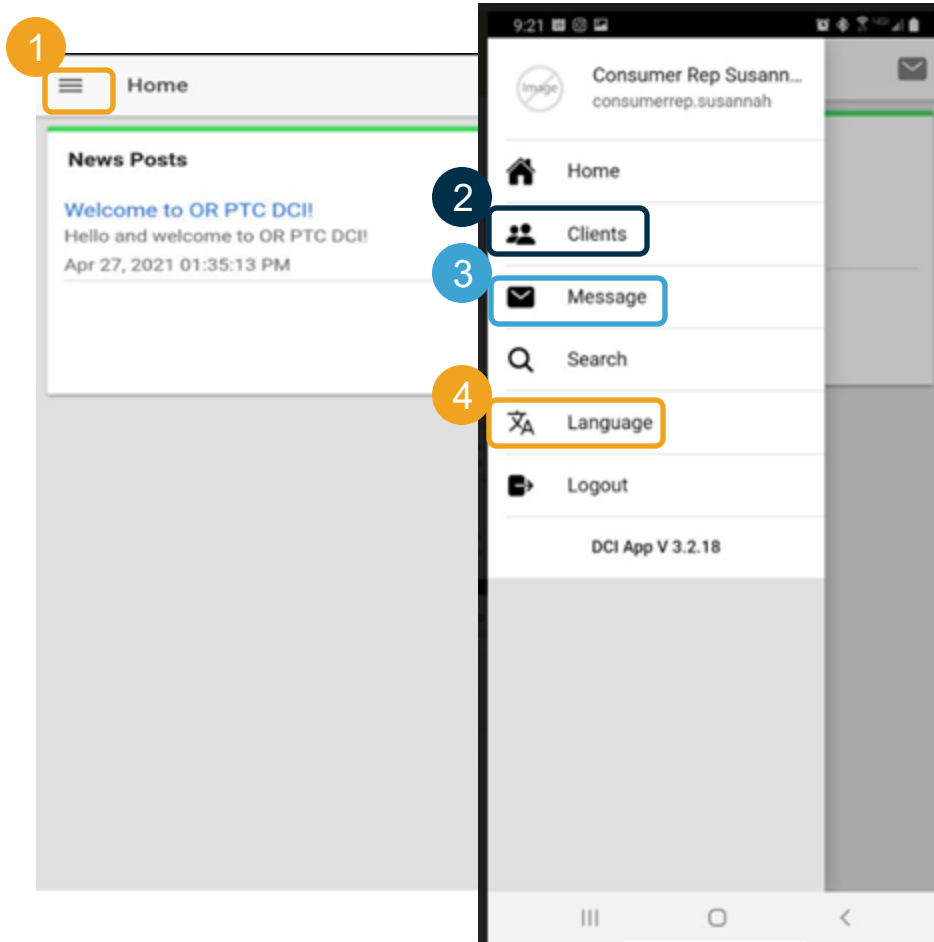 1
Home
News Posts
Welcome to OR PTC DCI!
Hello and welcome to OR PTC DCI!
Apr 27, 2021 01:35:13 PM
9:21
Image
Consumer Rep Susann...
consumerrep.susannah
Home
2
Clients
3
Message
Search
4
Language
Logout
DCI App V 3.2.18